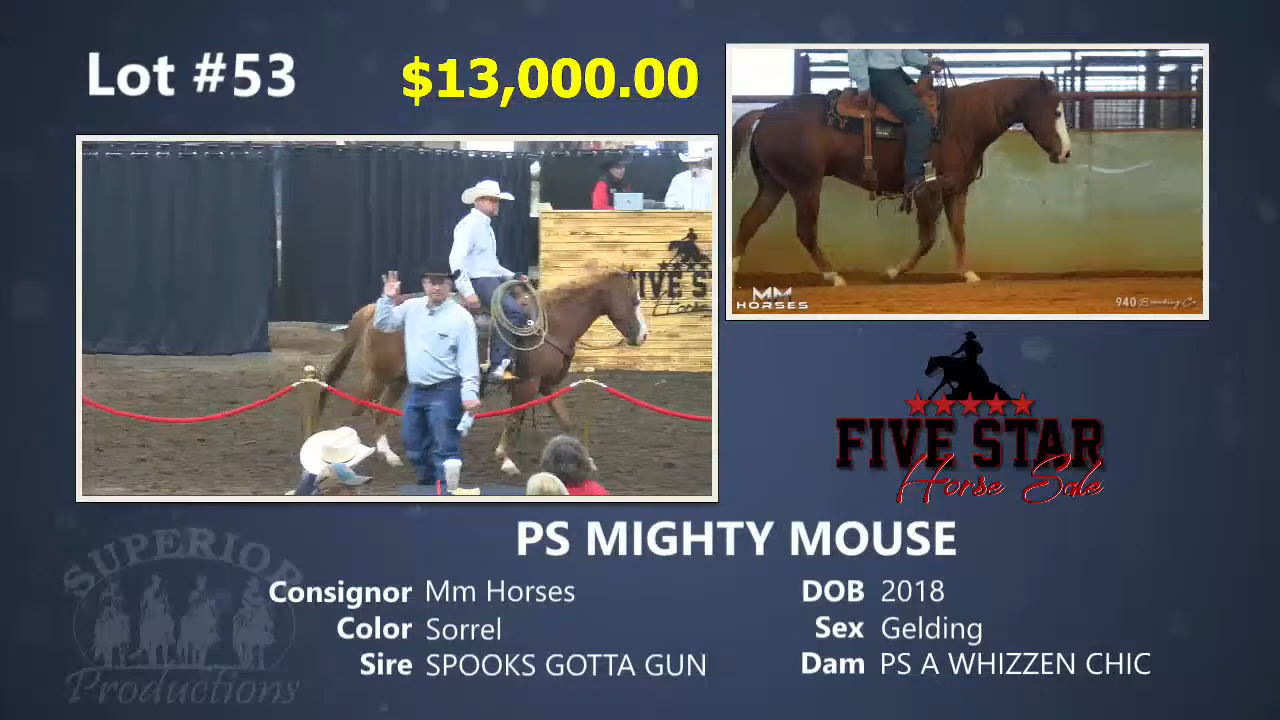 Lot #53
$13,000.00
MM
HORSES
940 Branding Co
FIVE STAR
Horse Sale
PS MIGHTY MOUSE
Consignor Mm Horses
DOB 2018
Color Sorrel
Sex Gelding
Sire SPOOKS GOTTA GUN
Dam PS A WHIZZEN CHIC
SUPERIOR
Productions